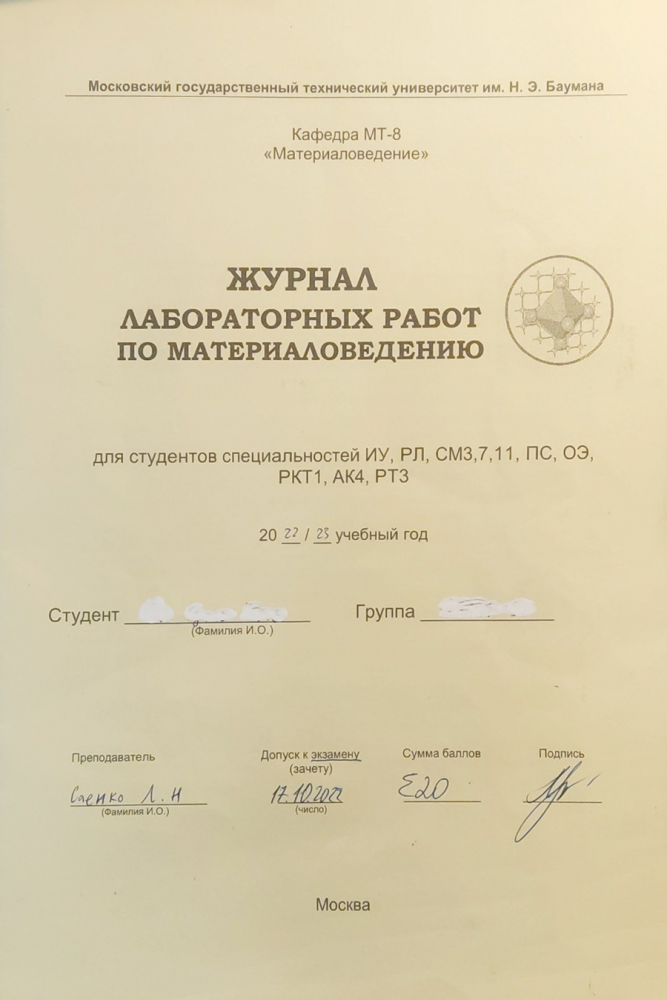 Московский государственный технический университет им. Н. Э. Баумана
Кафедра МТ-8
«Материаловедение»
ЖУРНАЛ
ЛАБОРАТОРНЫХ РАБОТ
ПО МАТЕРИАЛОВЕДЕНИЮ
для студентов специальностей ИУ, РЛ, СМ3,7,11, ПС, ОЭ,
РКТ1, АК4, РТ3
20 22 / 23 учебный год
Студент Группа
(Фамилия И.О.)
Преподаватель Допуск к экзамену Сумма баллов Подпись
(зачету)
Саенко Л. Н 17.10.2022 Σ20
(Фамилия И.О.) (число)
Москва